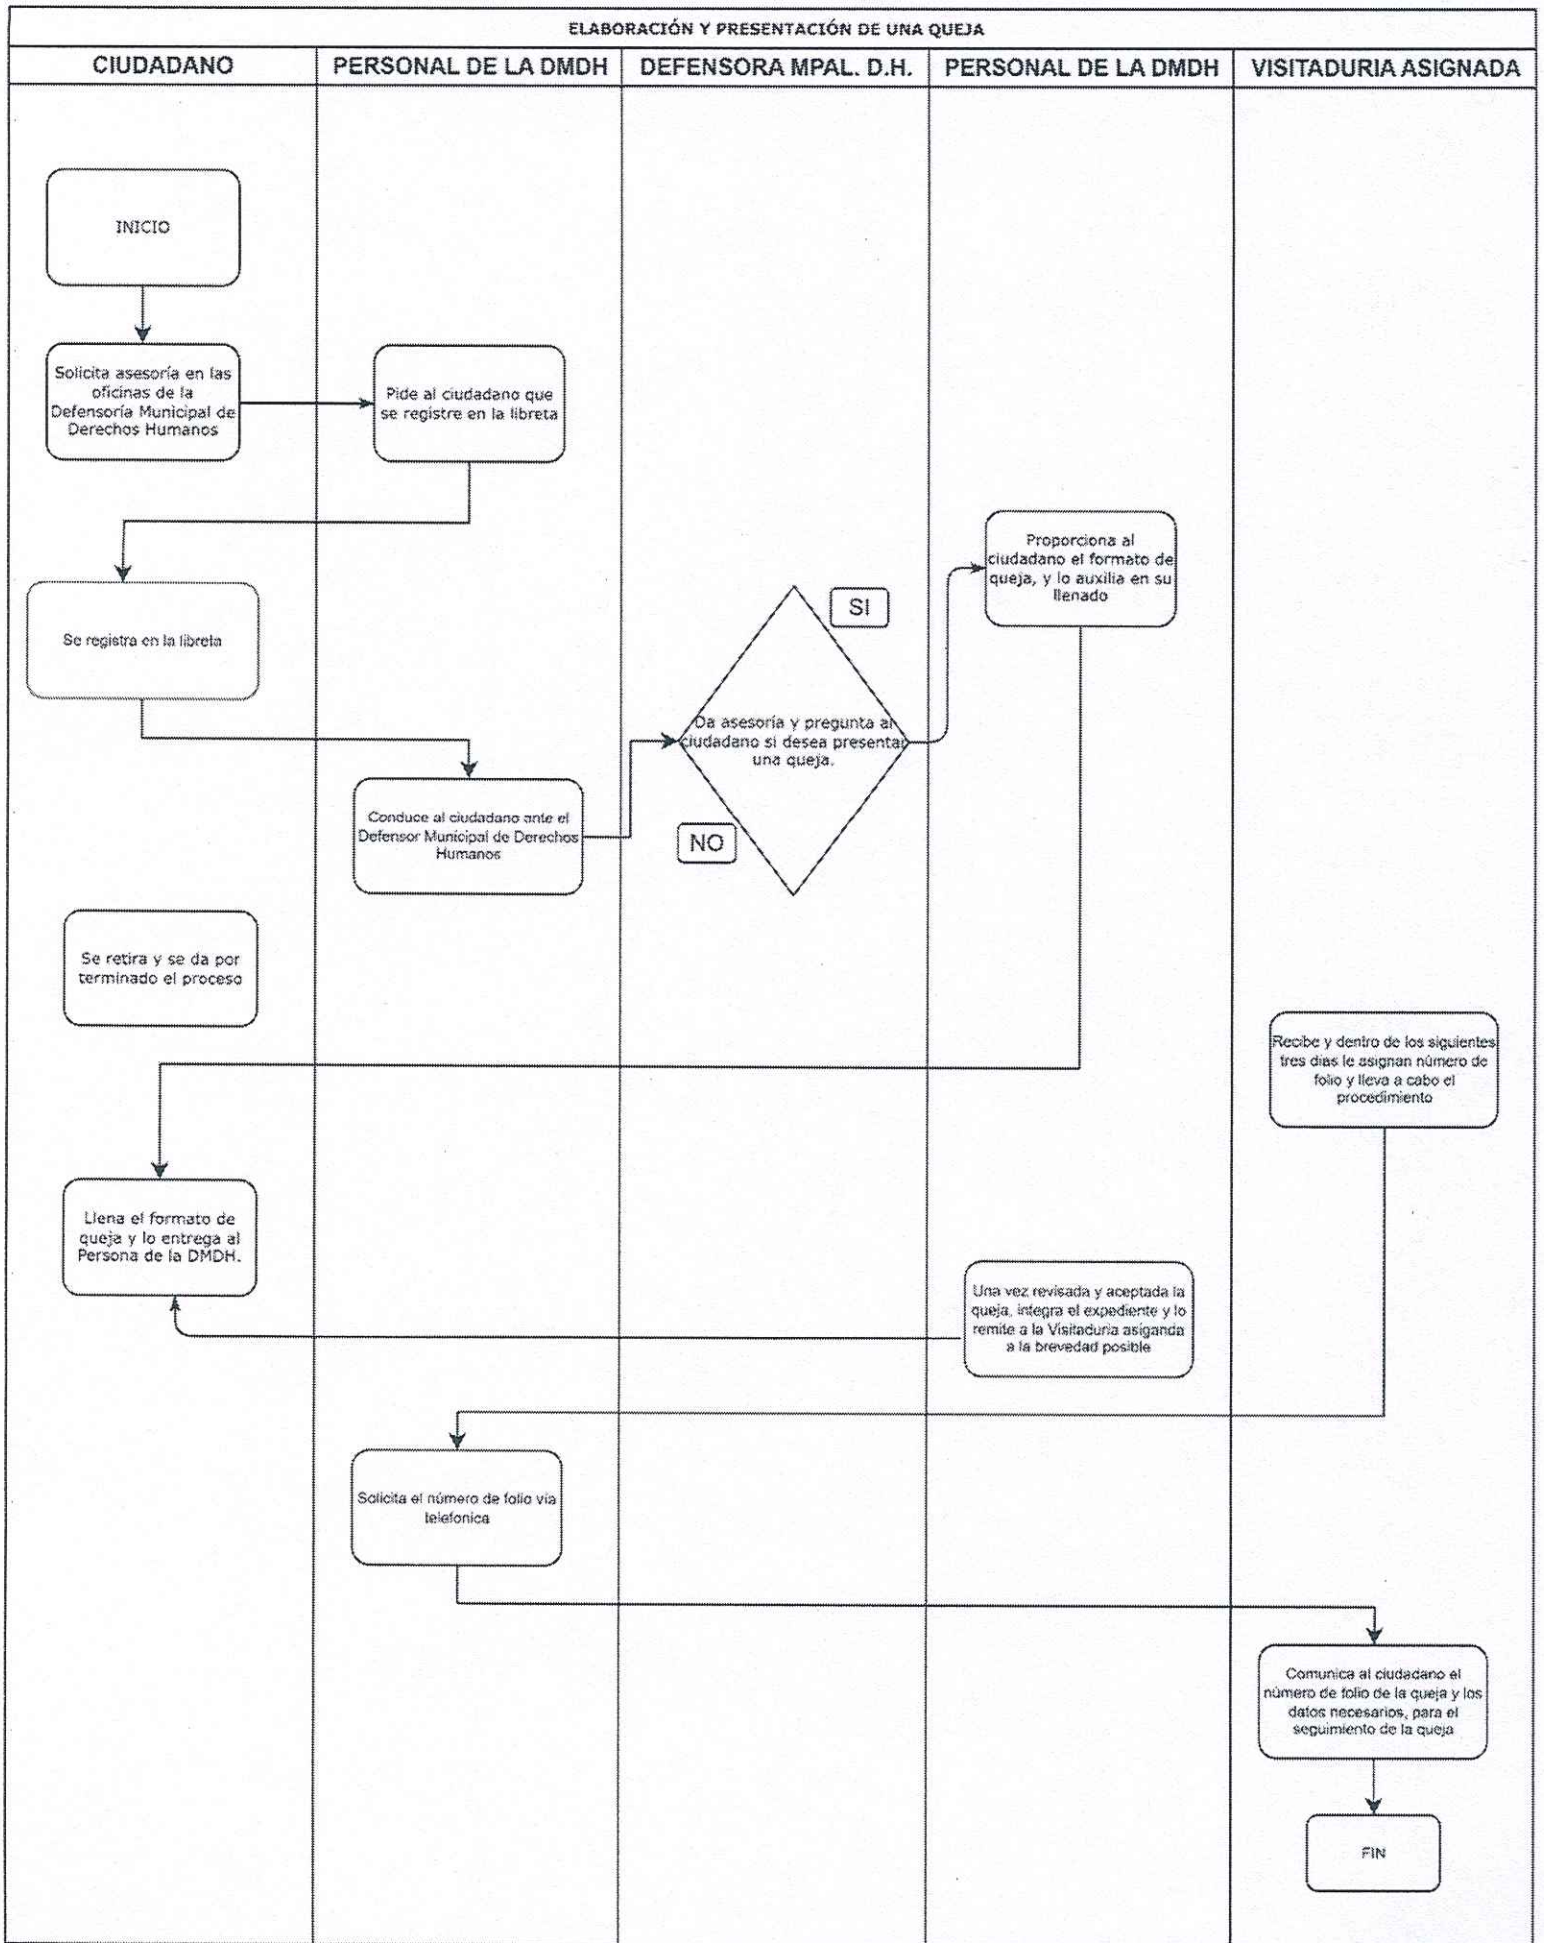 ELABORACIÓN Y PRESENTACIÓN DE UNA QUEJA
CIUDADANO
PERSONAL DE LA DMDH
DEFENSORA MPAL. D.H.
PERSONAL DE LA DMDH
VISITADURIA ASIGNADA
INICIO
Solicita asesoría en las
oficinas de la
Defensoría Municipal de
Derechos Humanos
Pide al ciudadano que
se registre en la libreta
Se registra en la libreta
Conduce al ciudadano ante el
Defensor Municipal de Derechos
Humanos
Da asesoría y pregunta al
ciudadano si desea presentar
una queja.
SI
NO
Proporciona al
ciudadano el formato de
queja, y lo auxilia en su
llenado
Se retira y se da por
terminado el proceso
Llena el formato de
queja y lo entrega al
Persona de la DMDH.
Una vez revisada y aceptada la
queja, integra el expediente y lo
remite a la Visitaduria asiganda
a la brevedad posible
Recibe y dentro de los siguientes
tres dias le asignan número de
folio y lleva a cabo el
procedimiento
Solicita el número de folio vía
telefonica
Comunica al ciudadano el
número de folio de la queja y los
datos necesarios, para el
seguimiento de la queja
FIN